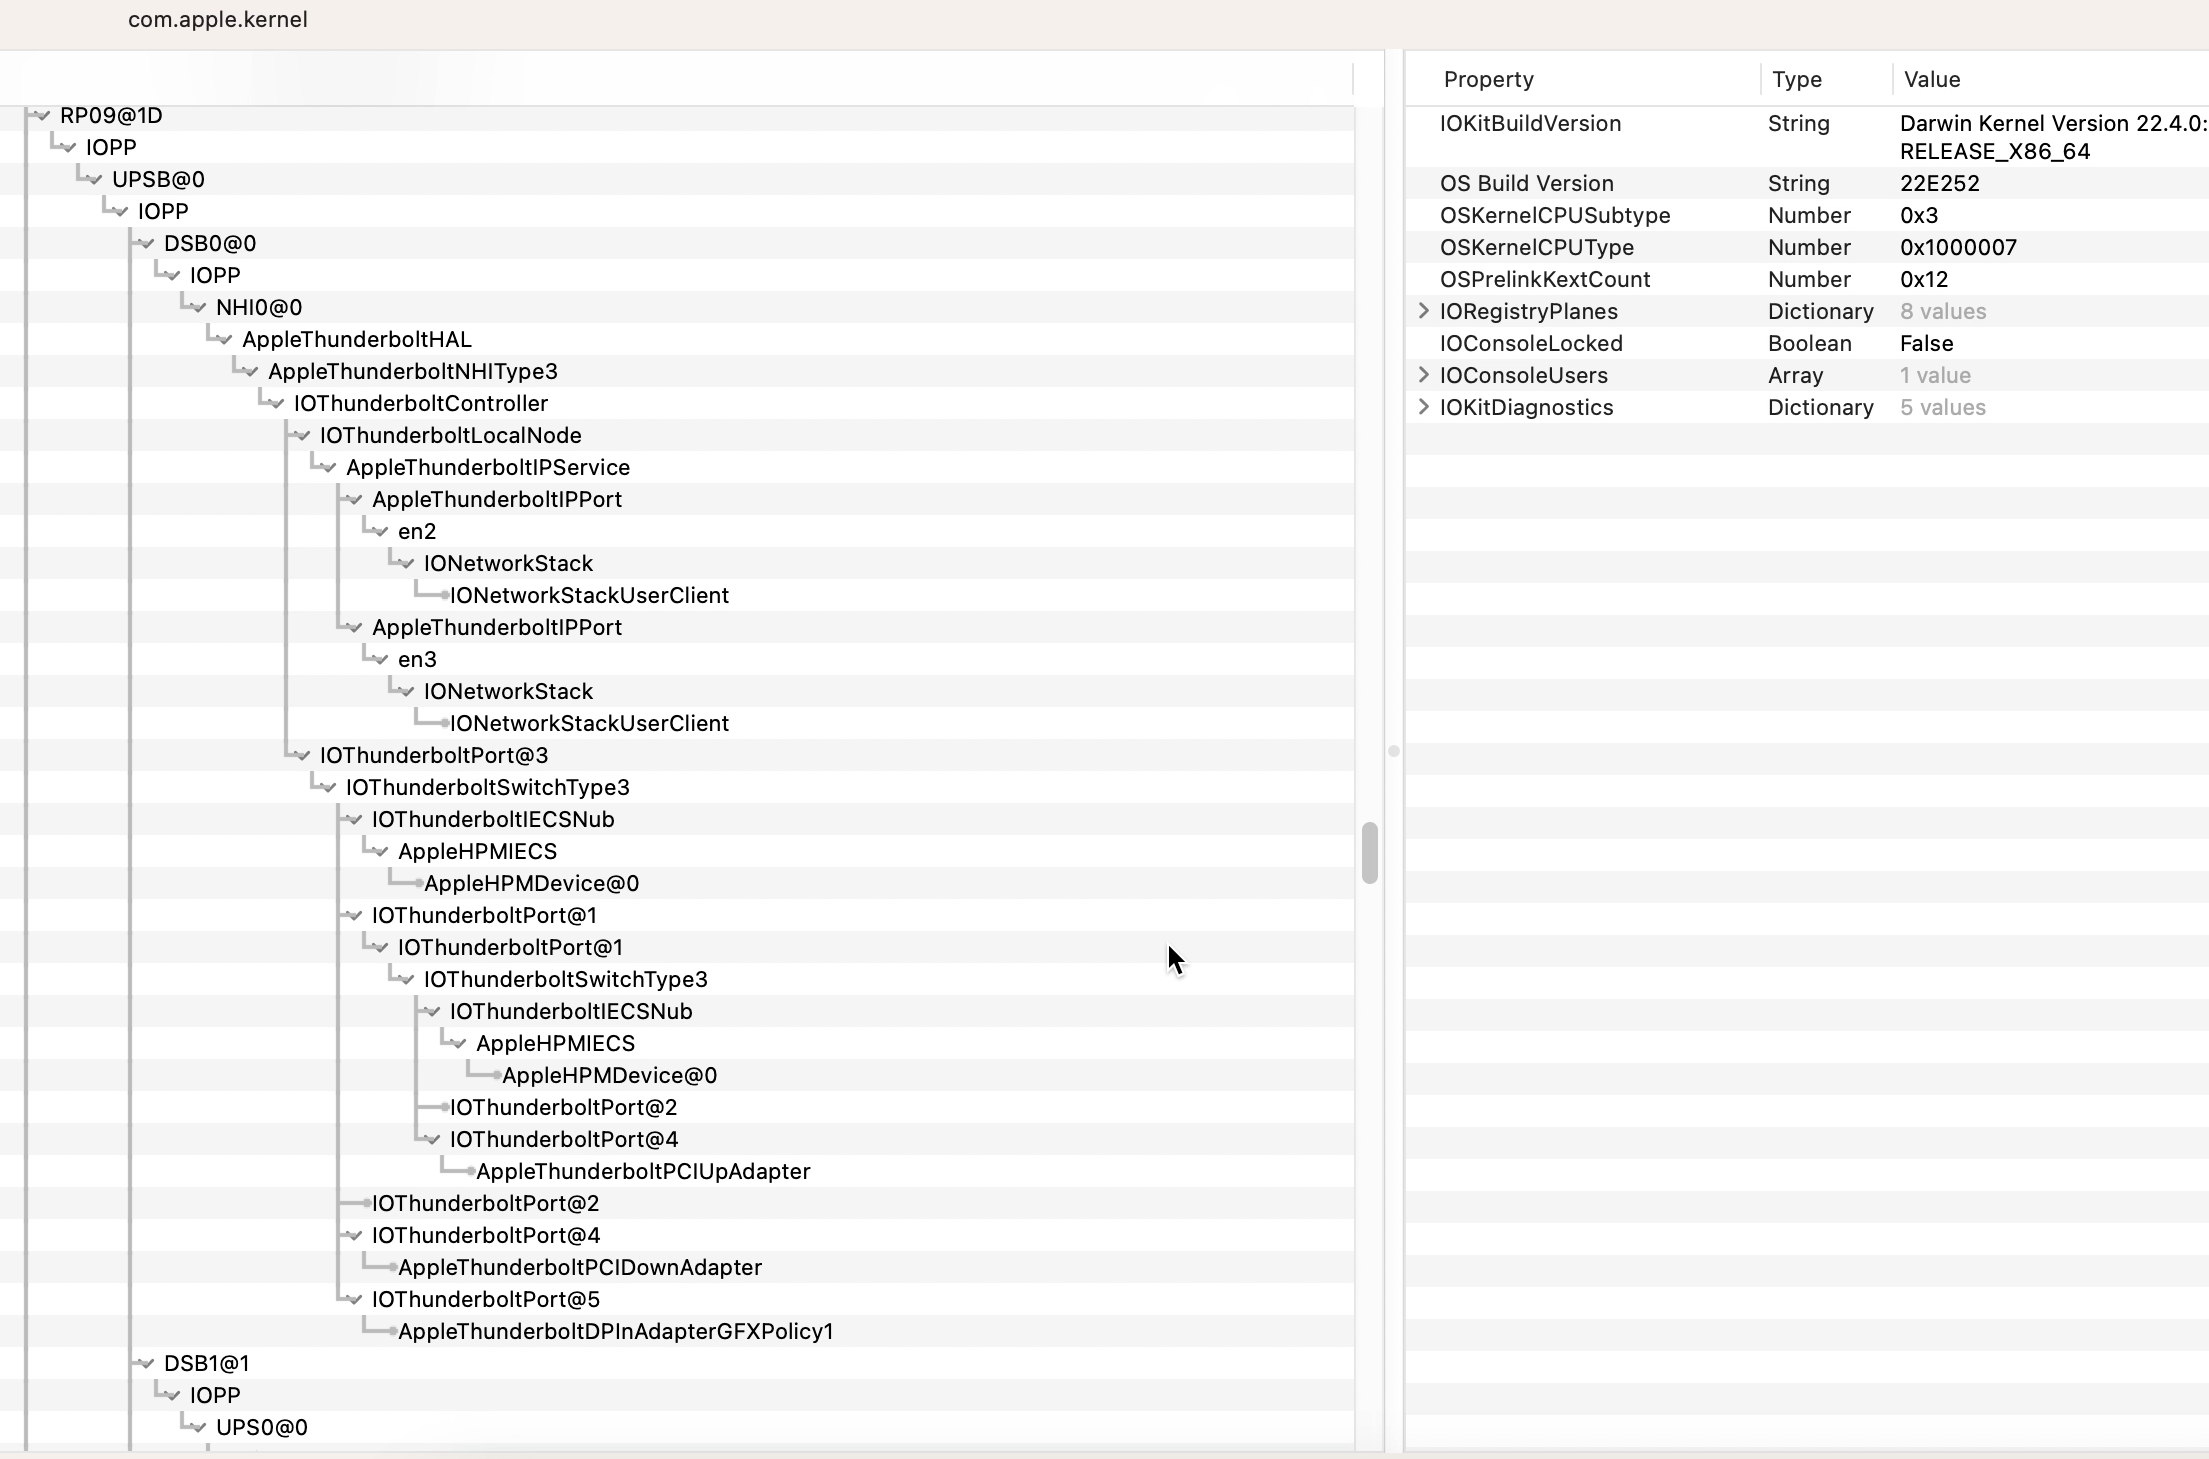 com.apple.kernel
RP09@1D
IOPP
UPSB@0
IOPP
DSB0@0
IOPP
NHI0@0
AppleThunderboltHAL
AppleThunderboltNHIType3
IOThunderboltController
IOThunderboltLocalNode
AppleThunderboltIPService
AppleThunderboltIPPort
en2
IONetworkStack
IONetworkStackUserClient
AppleThunderboltIPPort
en3
IONetworkStack
IONetworkStackUserClient
IOThunderboltPort@3
IOThunderboltSwitchType3
IOThunderboltIECSNub
AppleHPMIECS
AppleHPMDevice@0
IOThunderboltPort@1
IOThunderboltPort@1
IOThunderboltSwitchType3
IOThunderboltIECSNub
AppleHPMIECS
AppleHPMDevice@0
IOThunderboltPort@2
IOThunderboltPort@4
AppleThunderboltPCIUpAdapter
IOThunderboltPort@2
IOThunderboltPort@4
AppleThunderboltPCIDownAdapter
IOThunderboltPort@5
AppleThunderboltDPInAdapterGFXPolicy1
DSB1@1
IOPP
UPS0@0
Property Type Value
IOKitBuildVersion String Darwin Kernel Version 22.4.0:
RELEASE_X86_64
OS Build Version String 22E252
OSKernelCPUSubtype Number 0x3
OSKernelCPUType Number 0x1000007
OSPrelinkKextCount Number 0x12
IORegistryPlanes Dictionary 8 values
IOConsoleLocked Boolean False
IOConsoleUsers Array 1 value
IOKitDiagnostics Dictionary 5 values